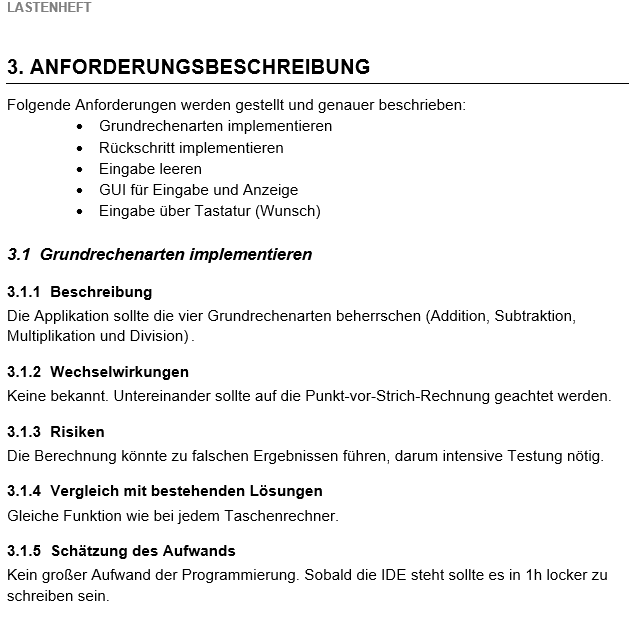 LASTENHEFT
3. ANFORDERUNGSBESCHREIBUNG
Folgende Anforderungen werden gestellt und genauer beschrieben:
• Grundrechenarten implementieren
• Rückschritt implementieren
• Eingabe leeren
• GUI für Eingabe und Anzeige
• Eingabe über Tastatur (Wunsch)
3.1 Grundrechenarten implementieren
3.1.1 Beschreibung
Die Applikation sollte die vier Grundrechenarten beherrschen (Addition, Subtraktion,
Multiplikation und Division).
3.1.2 Wechselwirkungen
Keine bekannt. Untereinander sollte auf die Punkt-vor-Strich-Rechnung geachtet werden.
3.1.3 Risiken
Die Berechnung könnte zu falschen Ergebnissen führen, darum intensive Testung nötig.
3.1.4 Vergleich mit bestehenden Lösungen
Gleiche Funktion wie bei jedem Taschenrechner.
3.1.5 Schätzung des Aufwands
Kein großer Aufwand der Programmierung. Sobald die IDE steht sollte es in 1h locker zu
schreiben sein.